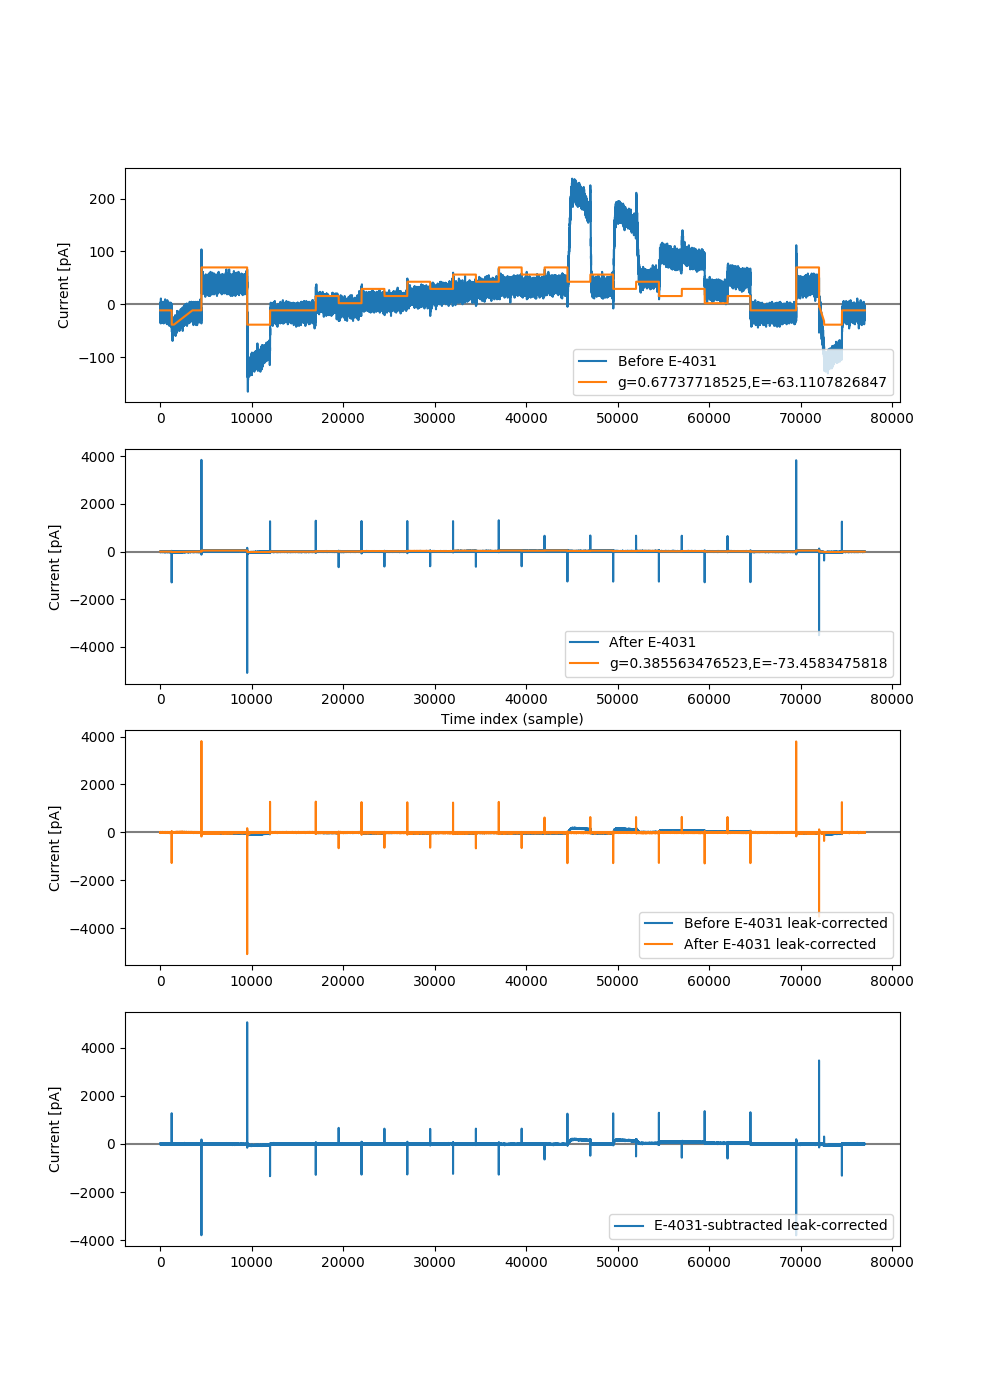 200
100
0
−100
Current [pA]
Before E-4031
g=0.67737718525,E=-63.1107826847
0 10000 20000 30000 40000 50000 60000 70000 80000
4000
2000
0
−2000
−4000
Current [pA]
After E-4031
g=0.385563476523,E=-73.4583475818
0 10000 20000 30000 40000 50000 60000 70000 80000
Time index (sample)
4000
2000
0
−2000
−4000
Current [pA]
Before E-4031 leak-corrected
After E-4031 leak-corrected
0 10000 20000 30000 40000 50000 60000 70000 80000
4000
2000
0
−2000
−4000
Current [pA]
E-4031-subtracted leak-corrected
0 10000 20000 30000 40000 50000 60000 70000 80000